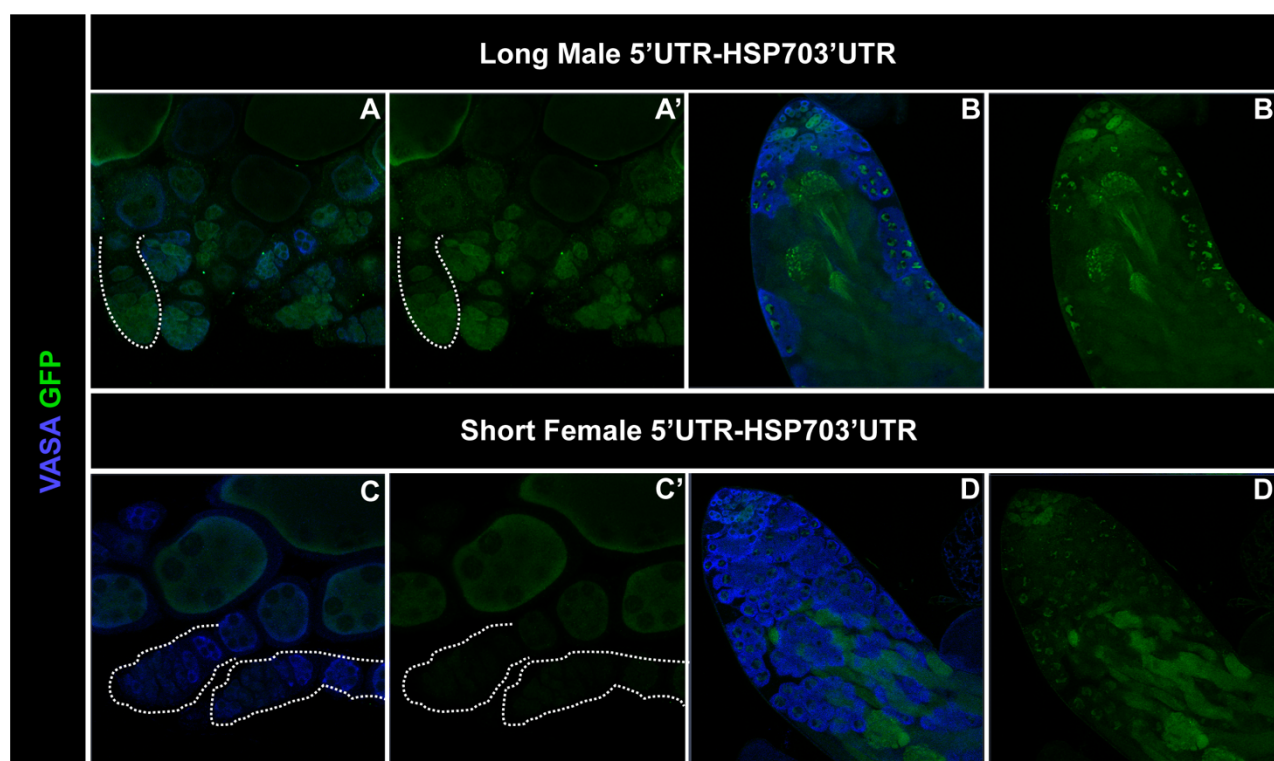 Long Male 5'UTR-HSP703'UTR
A
A'
B
B
Short Female 5'UTR-HSP703'UTR
C
C'
D
D
VASA GFP